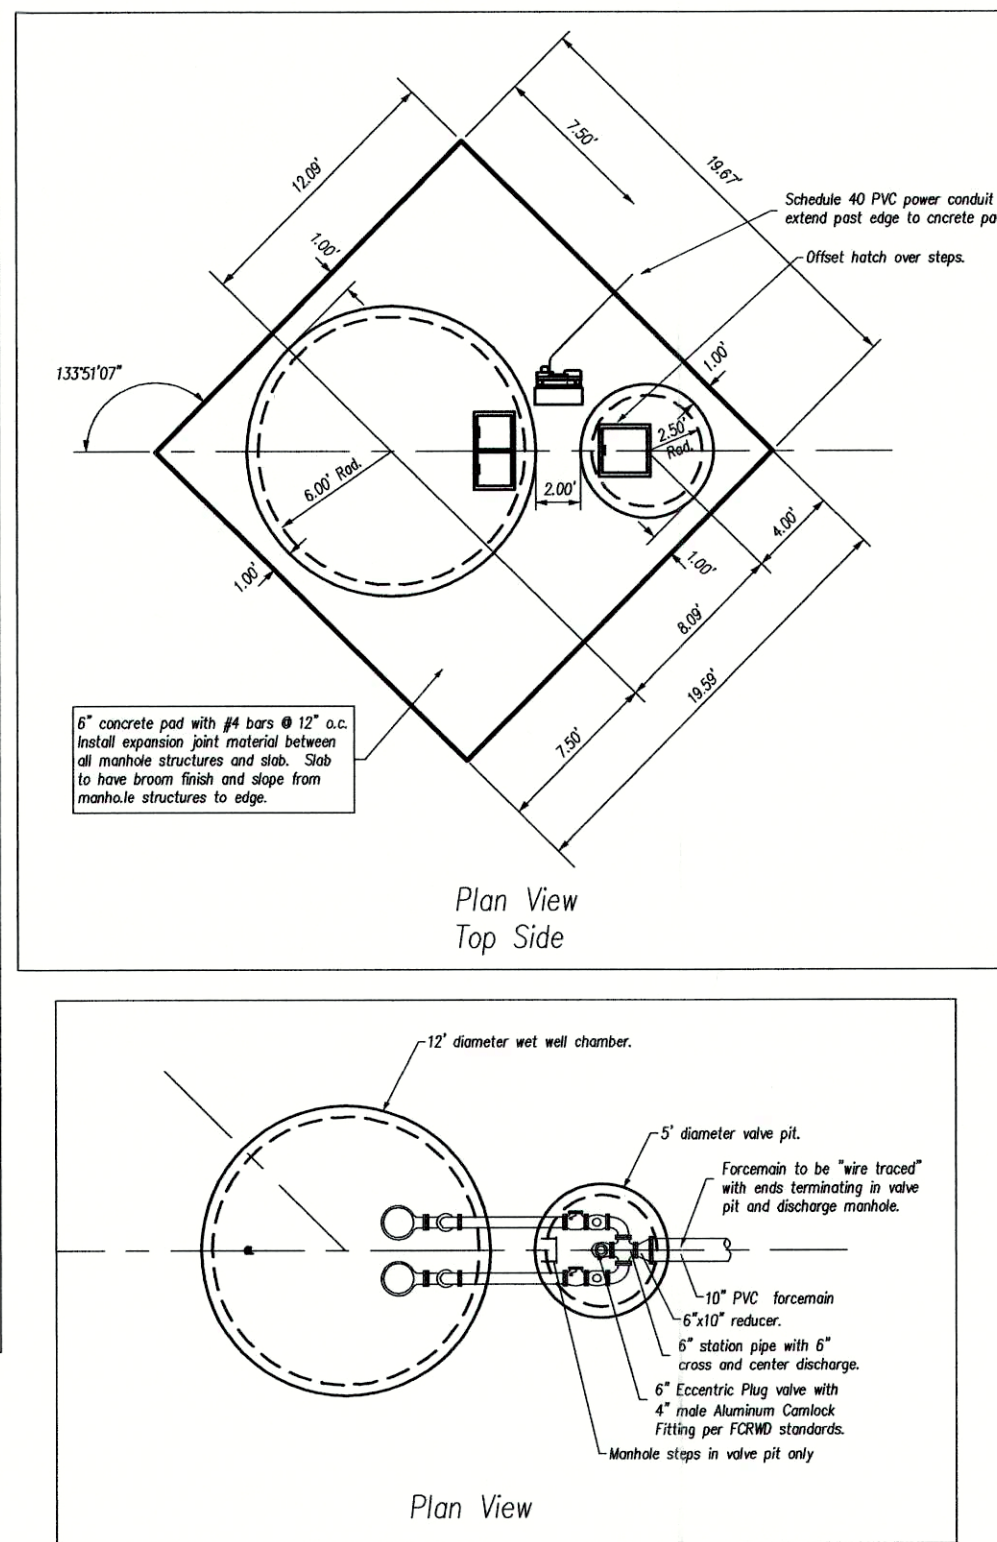 12.09'
7.50'
19.67'
1.00'
Schedule 40 PVC power conduit
extend past edge to cncrete pa
Offset hatch over steps.
133°51'07"
1.00'
2.50'
Rad.
6.00' Rad.
2.00'
1.00'
1.00'
4.00'
8.09'
19.59'
7.50'
6" concrete pad with #4 bars @ 12" o.c.
Install expansion joint material between
all manhole structures and slab. Slab
to have broom finish and slope from
manho.le structures to edge.
Plan View
Top Side
12' diameter wet well chamber.
5' diameter valve pit.
Forcemain to be "wire traced"
with ends terminating in valve
pit and discharge manhole.
10" PVC forcemain
6"x10" reducer.
6" station pipe with 6"
cross and center discharge.
6" Eccentric Plug valve with
4" male Aluminum Camlock
Fitting per FCRWD standards.
Manhole steps in valve pit only
Plan View